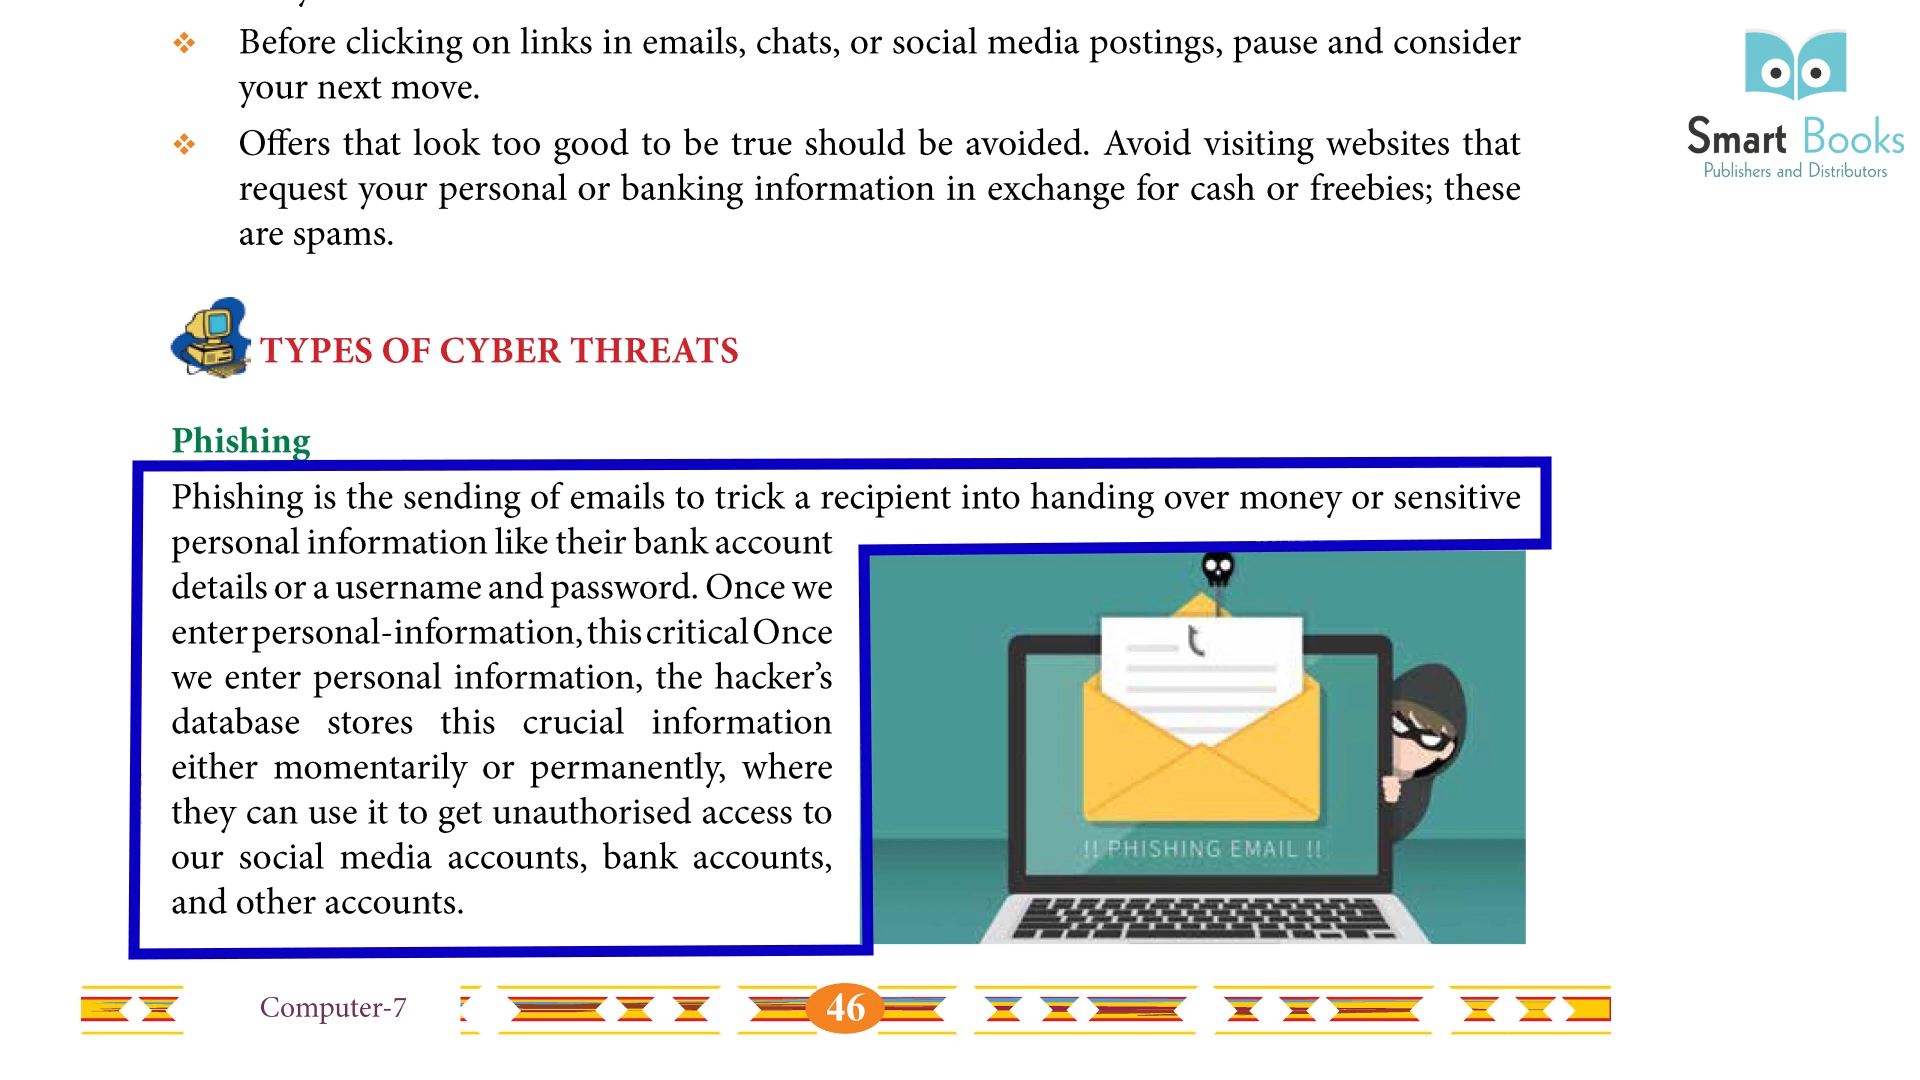 Before clicking on links in emails, chats, or social media postings, pause and consider
your next move.
Offers that look too good to be true should be avoided. Avoid visiting websites that
request your personal or banking information in exchange for cash or freebies; these
are spams.
Smart Books
Publishers and Distributors
TYPES OF CYBER THREATS
Phishing
Phishing is the sending of emails to trick a recipient into handing over money or sensitive
personal information like their bank account
details or a username and password. Once we
enter personal-information, this critical Once
we enter personal information, the hacker’s
database stores this crucial information
either momentarily or permanently, where
they can use it to get unauthorised access to
our social media accounts, bank accounts,
and other accounts.
!! PHISHING EMAIL !!
Computer-7
46